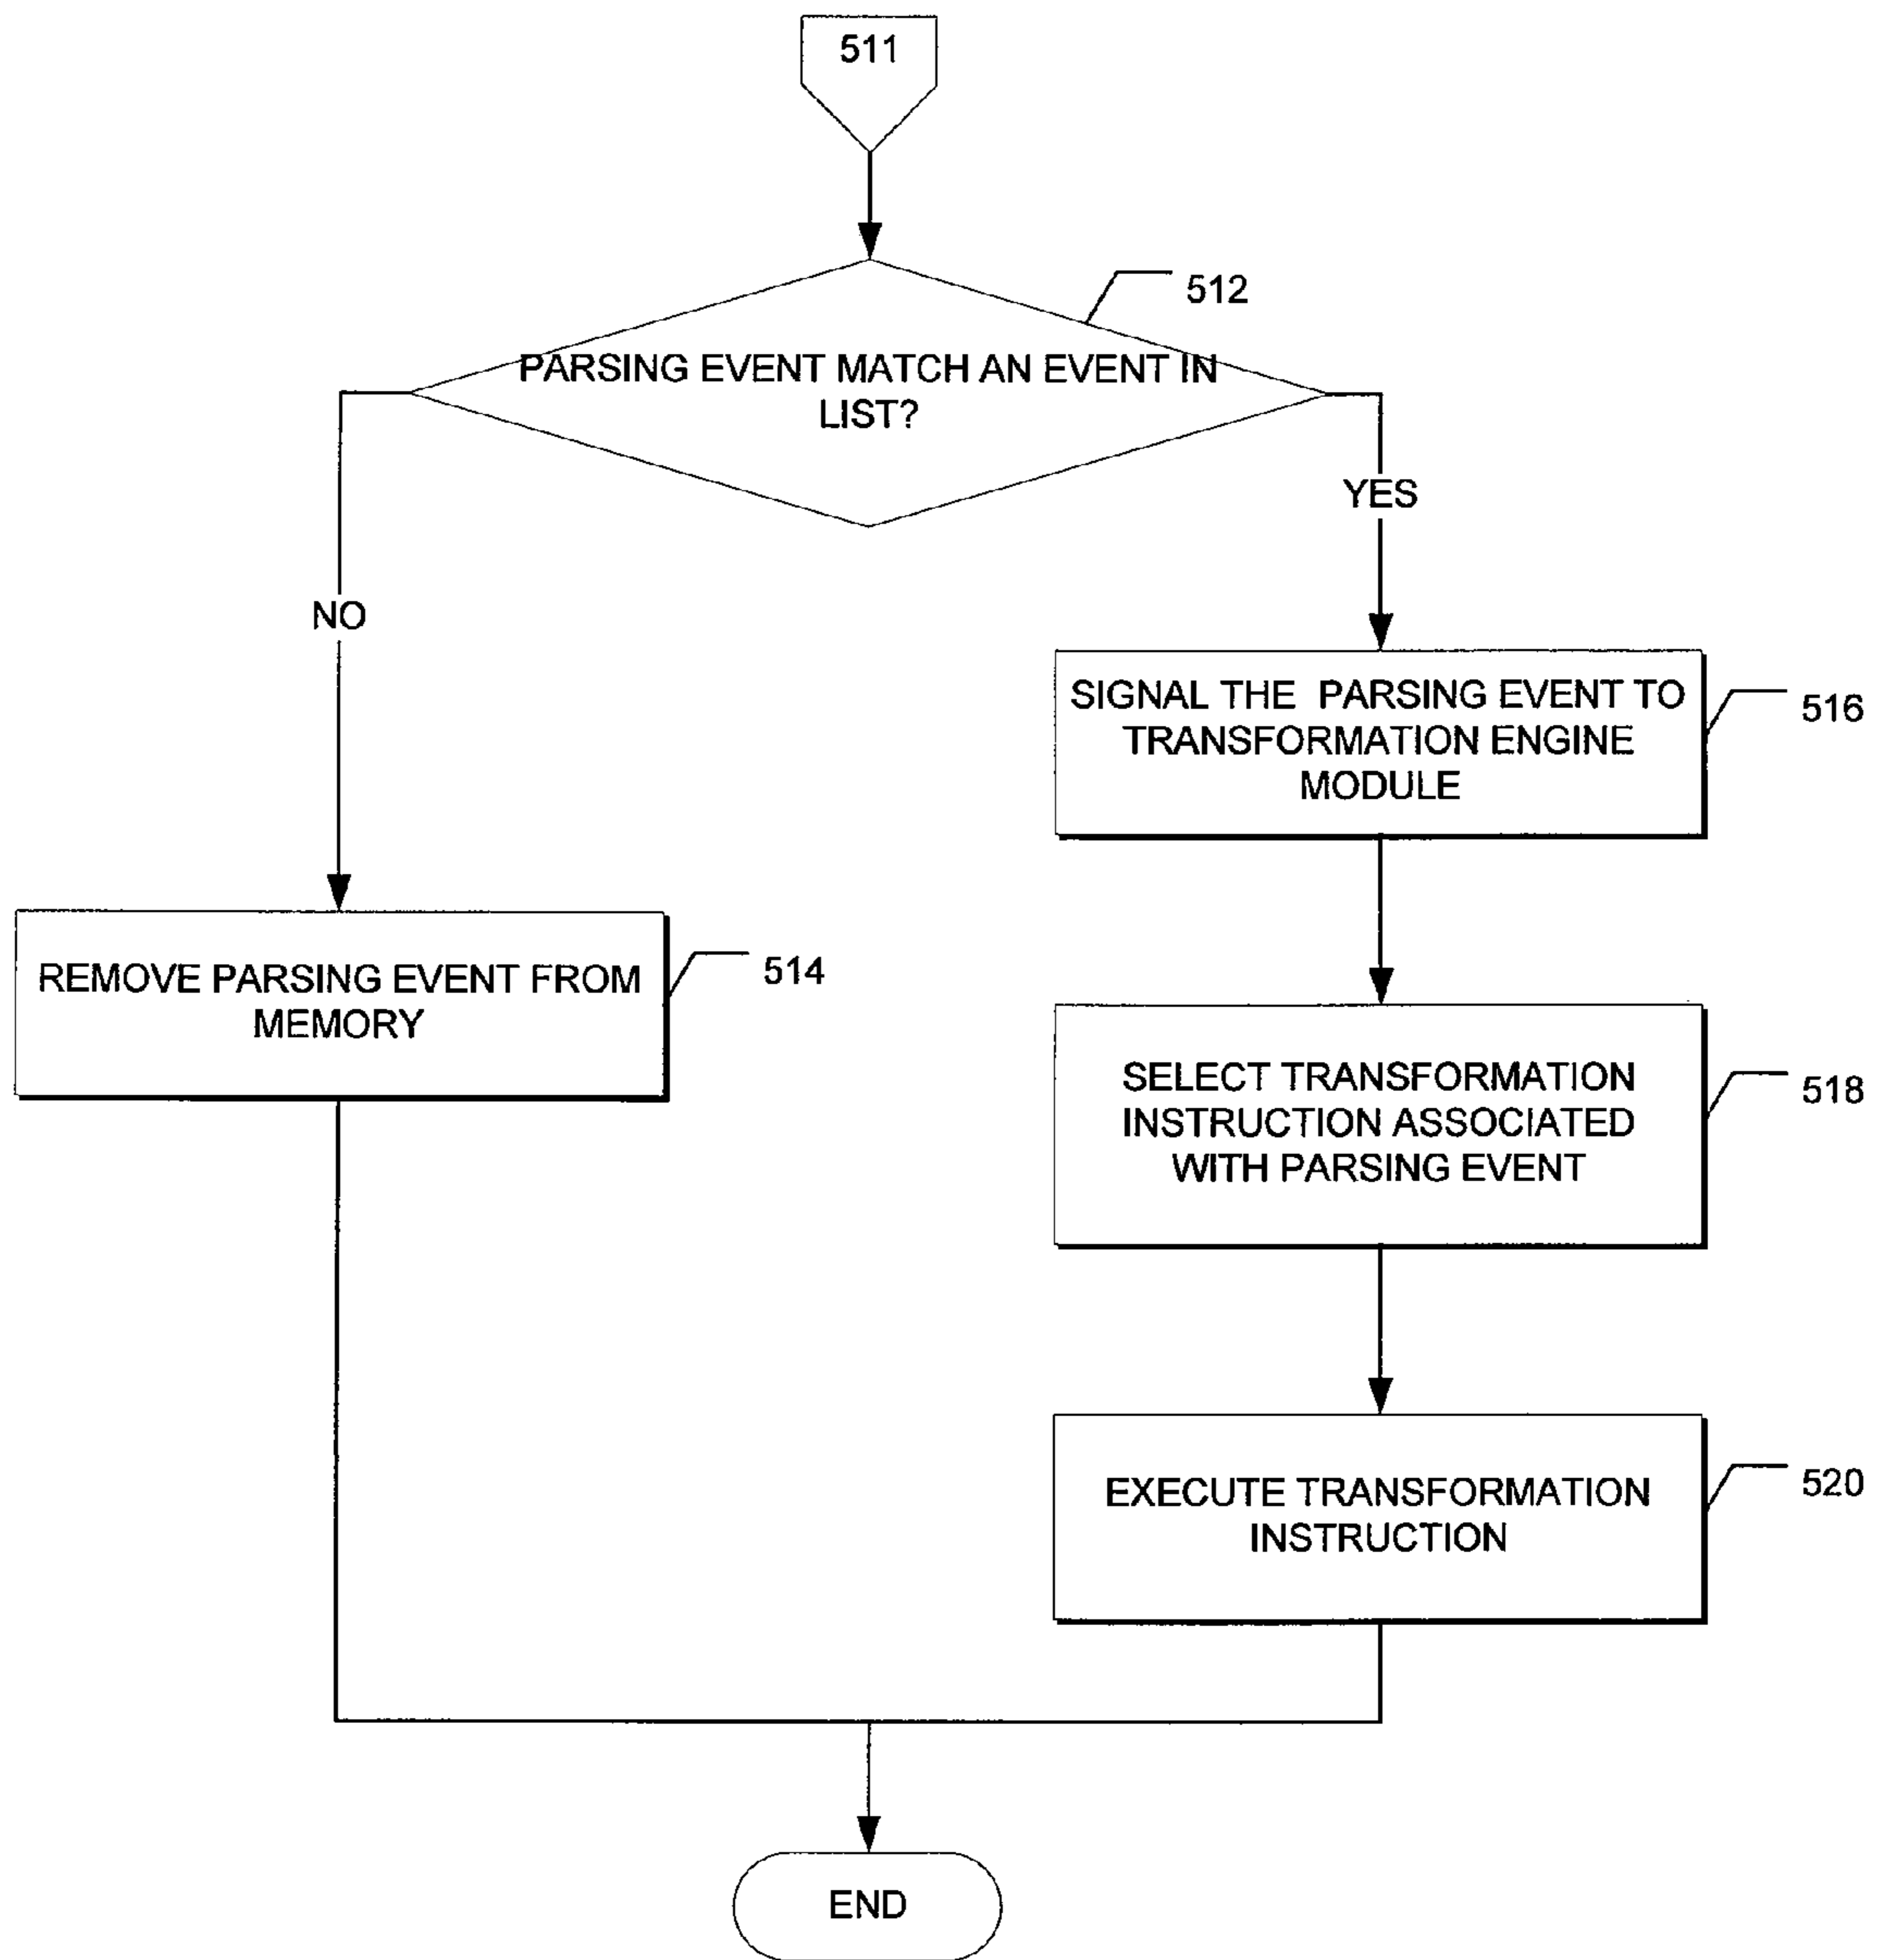 511
512
PARSING EVENT MATCH AN EVENT IN
LIST?
YES
NO
SIGNAL THE PARSING EVENT TO
TRANSFORMATION ENGINE
MODULE
516
REMOVE PARSING EVENT FROM
MEMORY
514
SELECT TRANSFORMATION
INSTRUCTION ASSOCIATED
WITH PARSING EVENT
518
EXECUTE TRANSFORMATION
INSTRUCTION
520
END